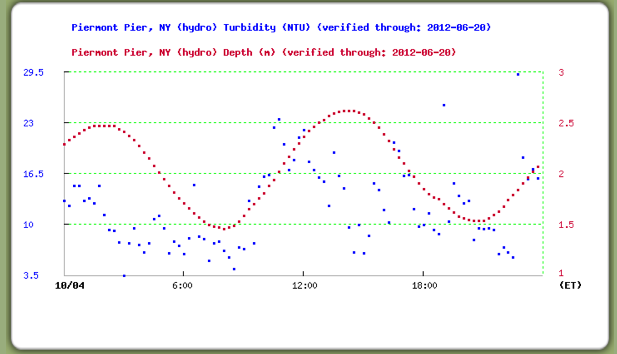 Piermont Pier, NY (hydro) Turbidity (NTU) (verified through: 2012-06-20)
Piermont Pier, NY (hydro) Depth (m) (verified through: 2012-06-20)
29.5 3
23 2.5
16.5 2
10 1.5
3.5 1
10/04 6:00 12:00 18:00 (ET)